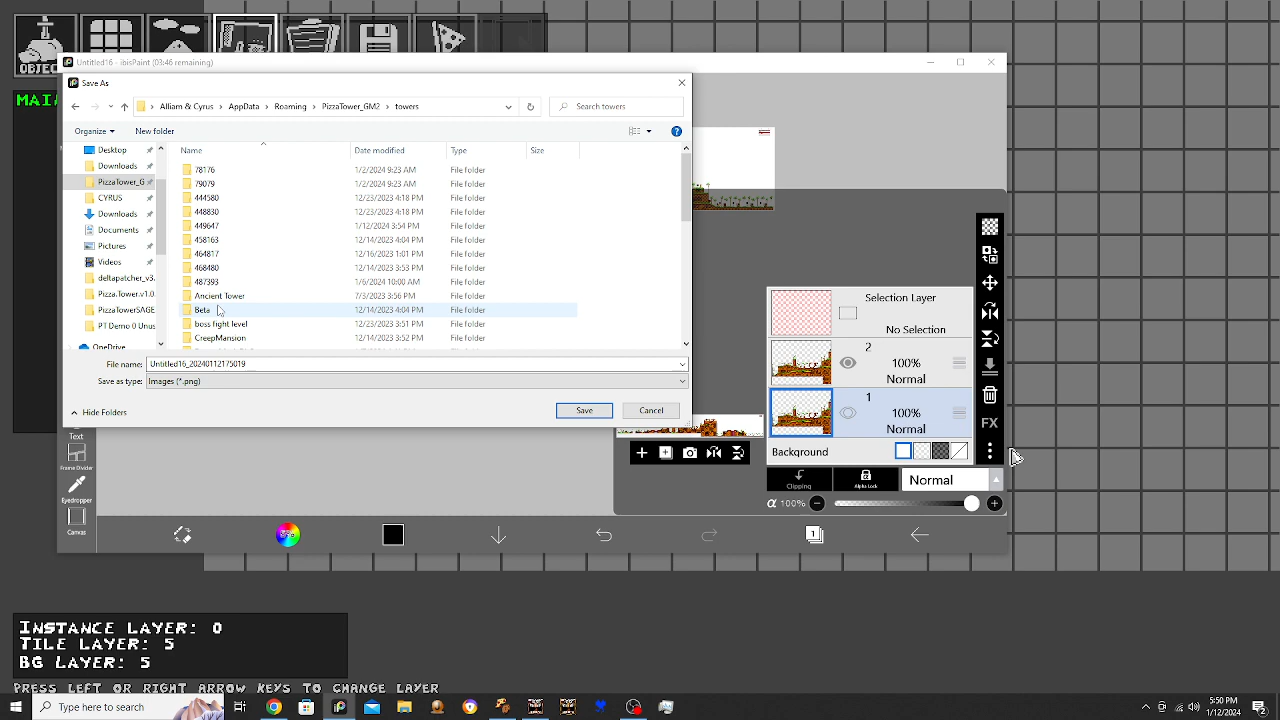 OBJEC
MAI
Untitled16 - ibisPaint (03:46 remaining)
Save As
Alliam & Cyrus > AppData > Roaming > PizzaTower_GM2 > towers
Search towers
Organize
New folder
Name
Date modified
Type
Size
Desktop
Downloads
PizzaTower_G
CYRUS
Downloads
Documents
Pictures
Videos
deltapatcher_v3.
Pizza.Tower.v1.0.
PizzaTowerSAGE
PT Demo 0 Unus
OneDrive
78176 1/2/2024 9:23 AM File folder
79079 1/2/2024 9:23 AM File folder
444580 12/23/2023 4:18 PM File folder
448830 12/23/2023 4:18 PM File folder
449647 1/12/2024 3:54 PM File folder
458163 12/14/2023 4:04 PM File folder
464817 12/16/2023 1:01 PM File folder
468480 12/14/2023 3:53 PM File folder
487393 1/6/2024 10:00 AM File folder
Ancient Tower 7/3/2023 3:56 PM File folder
Beta 12/14/2023 4:04 PM File folder
boss fight level 12/23/2023 3:51 PM File folder
CreepMansion 12/14/2023 3:52 PM File folder
File name: Untitled16_20240112175019
Save as type: Images (*.png)
Hide Folders
Save
Cancel
Selection Layer
No Selection
2
100%
Normal
1
100%
Normal
FX
Background
Clipping
Alpha Lock
Normal
α 100%
Text
Frame Divider
Eyedropper
Canvas
1
INSTANCE LAYER: 0
TILE LAYER: 5
BG LAYER: 5
PRESS LEFT OR RIGHT ARROW KEYS TO CHANGE LAYER
Type here to search
5:50 PM
1/12/2024